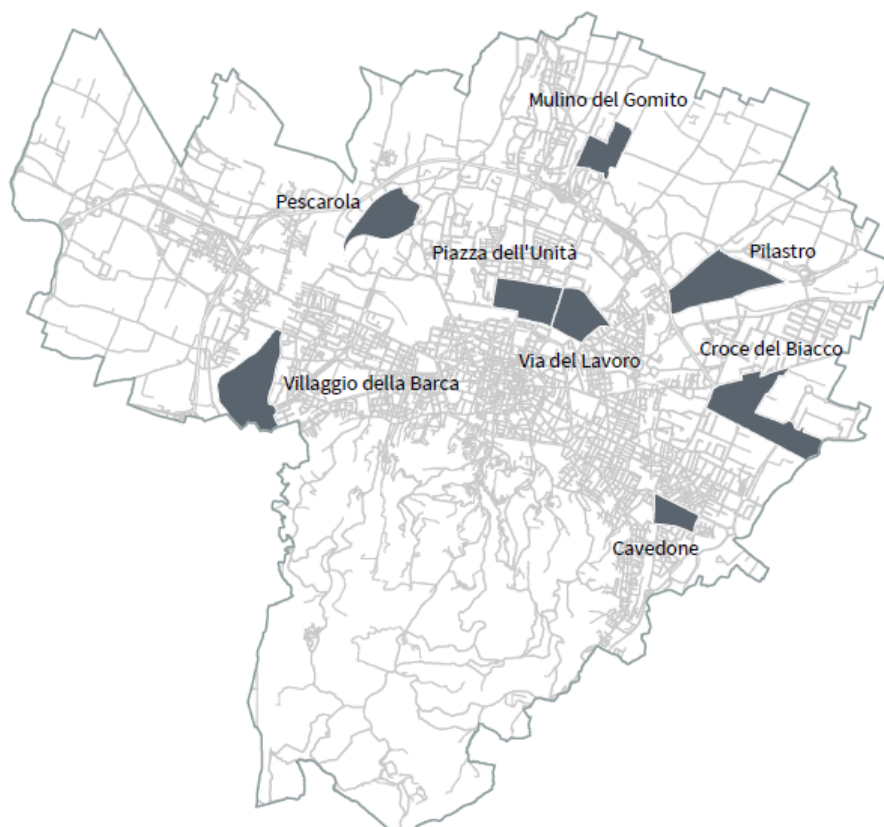 Mulino del Gomito
Pescarola
Piazza dell'Unità
Pilastro
Via del Lavoro
Croce del Biacco
Villaggio della Barca
Cavedone